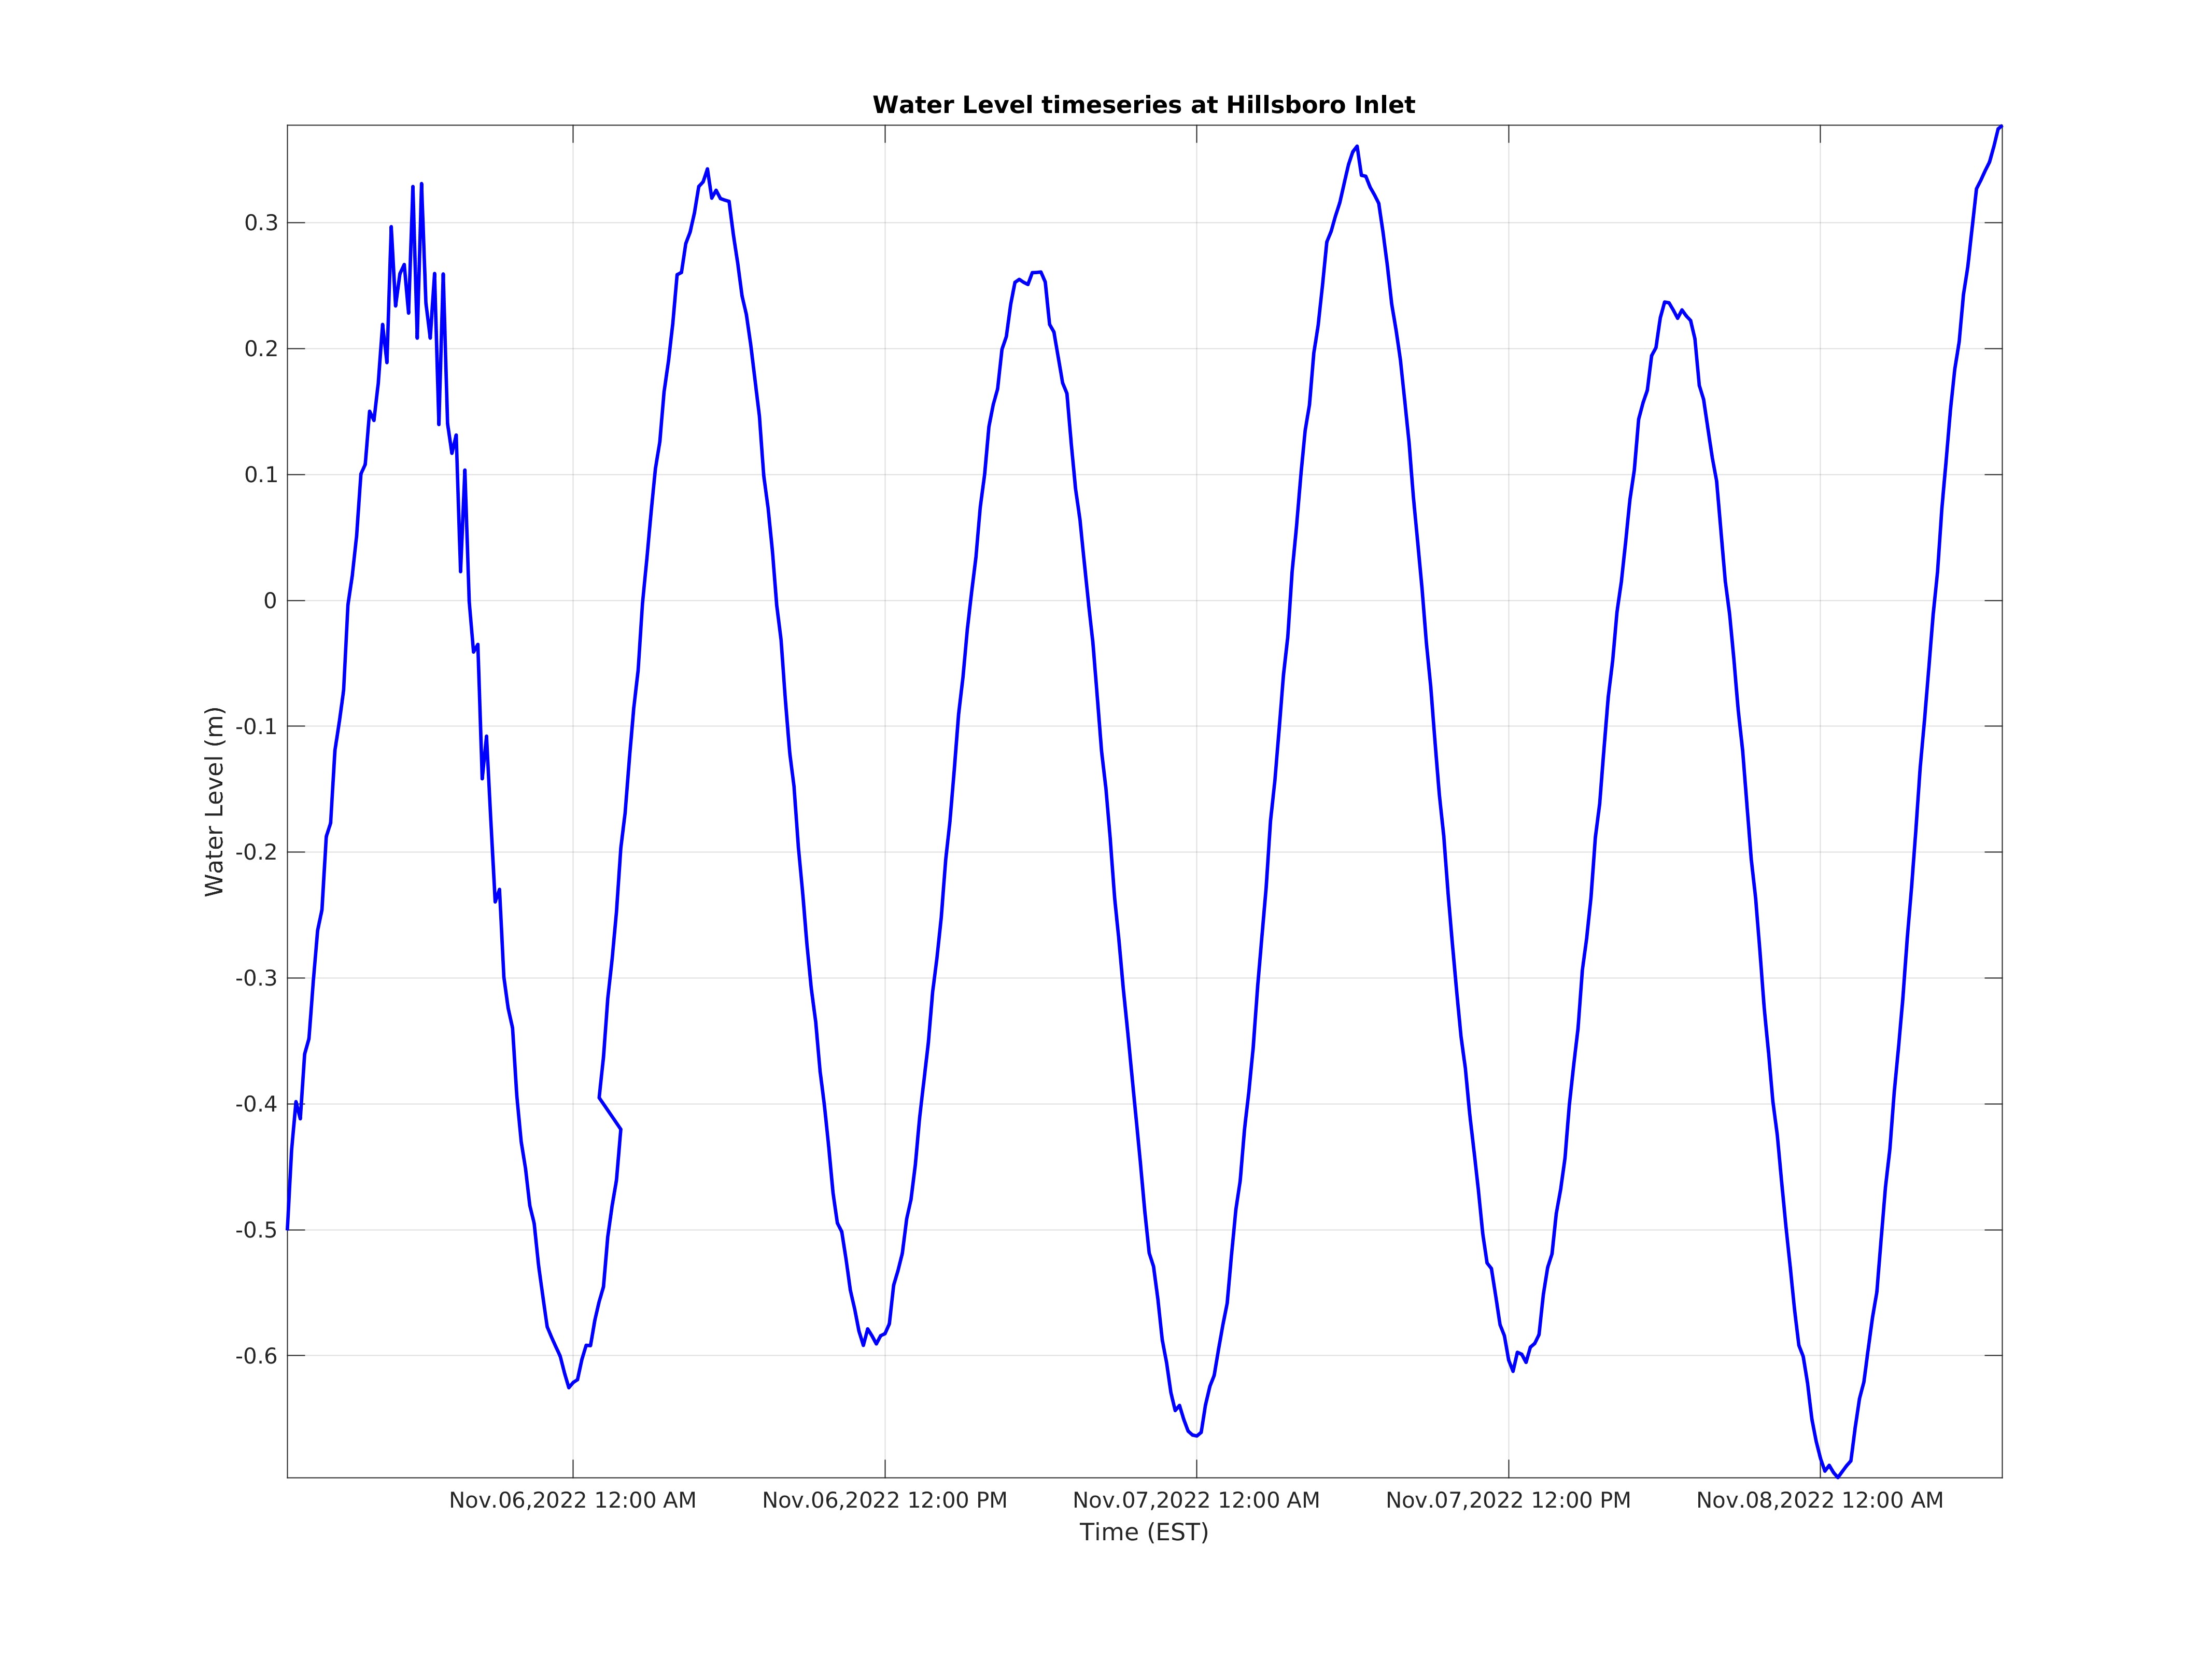 Water Level timeseries at Hillsboro Inlet
0.3
0.2
0.1
0
-0.1
-0.2
-0.3
-0.4
-0.5
-0.6
Water Level (m)
Nov.06,2022 12:00 AM
Nov.06,2022 12:00 PM
Nov.07,2022 12:00 AM
Nov.07,2022 12:00 PM
Nov.08,2022 12:00 AM
Time (EST)